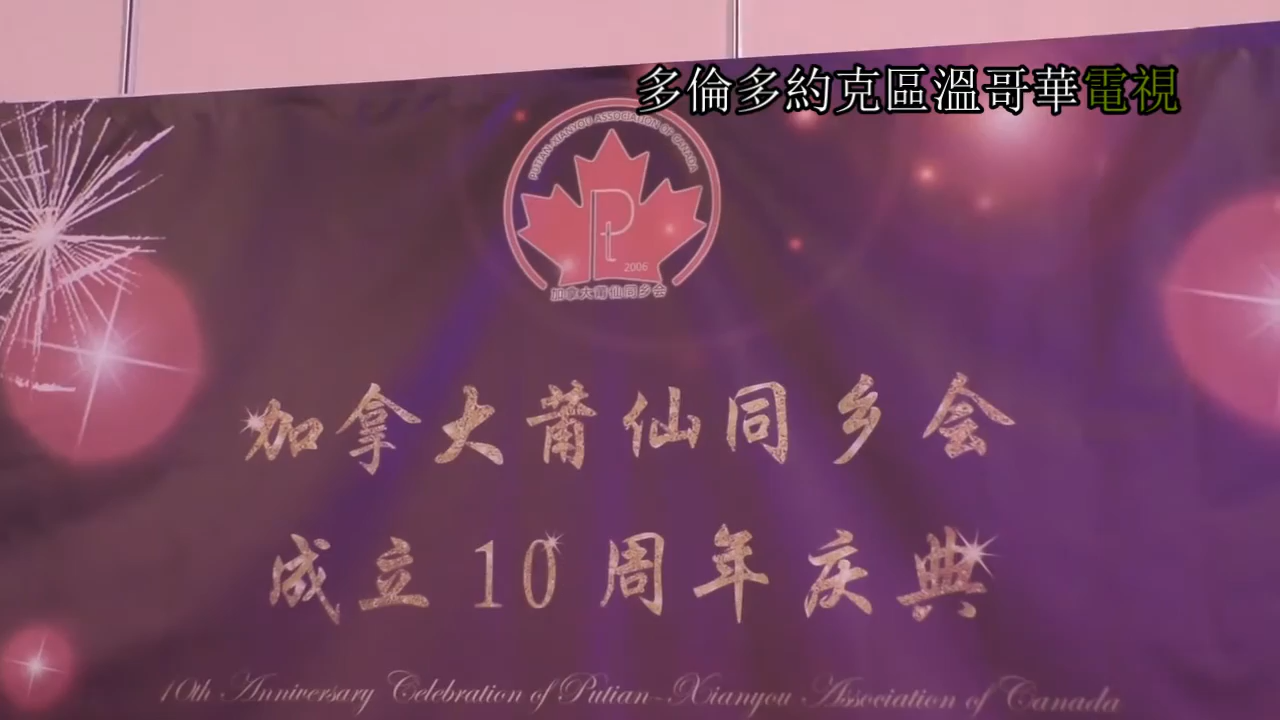 多倫多約克區溫哥華電視
PUTIAN-XIANYOU ASSOCIATION OF CANADA
Pt
2006
加拿大莆仙同乡会
加拿大莆仙同乡会
成立10周年庆典
10th Anniversary Celebration of Putian-Xianyou Association of Canada